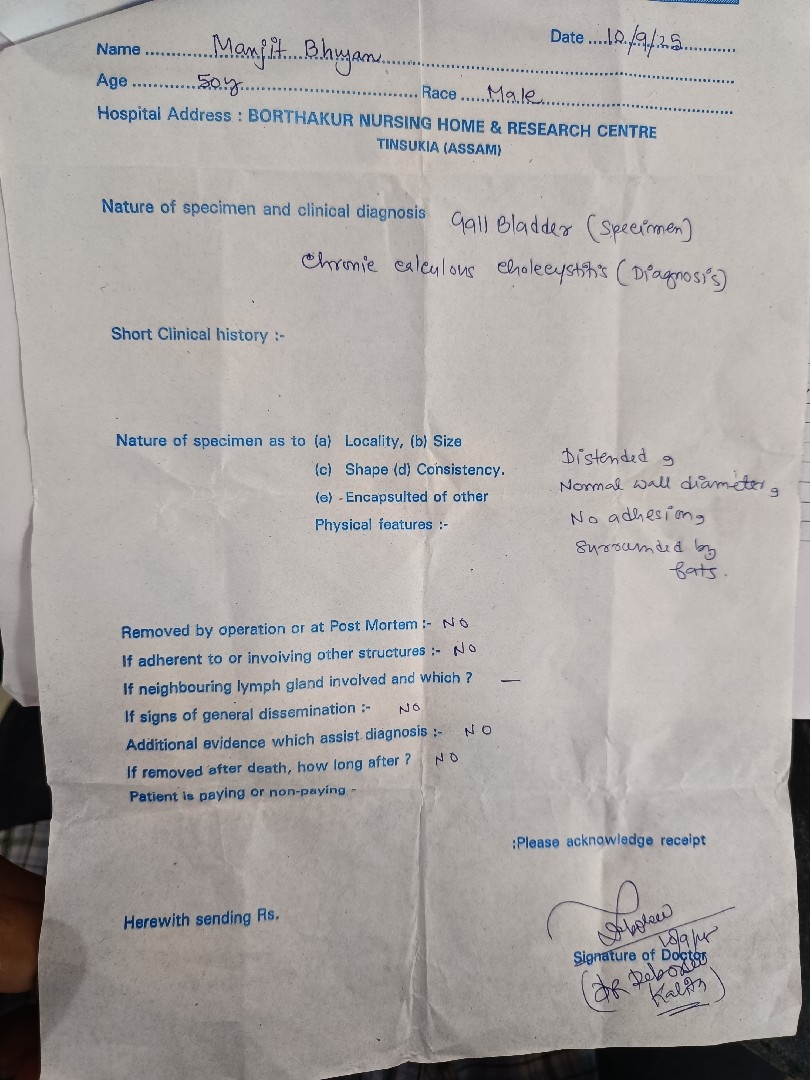 Date ....10/9/25..........
Name ............Manjit Bhuyan......................
Age .............50y................................ Race .....Male..............................
Hospital Address : BORTHAKUR NURSING HOME & RESEARCH CENTRE
TINSUKIA (ASSAM)
Nature of specimen and clinical diagnosis Gall Bladder (Specimen)
Chronic calculous cholecystitis (Diagnosis)
Short Clinical history :-
Nature of specimen as to (a) Locality, (b) Size
(c) Shape (d) Consistency.
(e) - Encapsulted of other
Physical features :-
Distended,
Normal wall diameter,
No adhesion,
Surrounded by
fats.
Removed by operation or at Post Mortem :- NO
If adherent to or involving other structures :- NO
If neighbouring lymph gland involved and which ? —
If signs of general dissemination :- NO
Additional evidence which assist diagnosis :- NO
If removed after death, how long after ? NO
Patient is paying or non-paying -
:Please acknowledge receipt
Herewith sending Rs.
10/9/25
Signature of Doctor